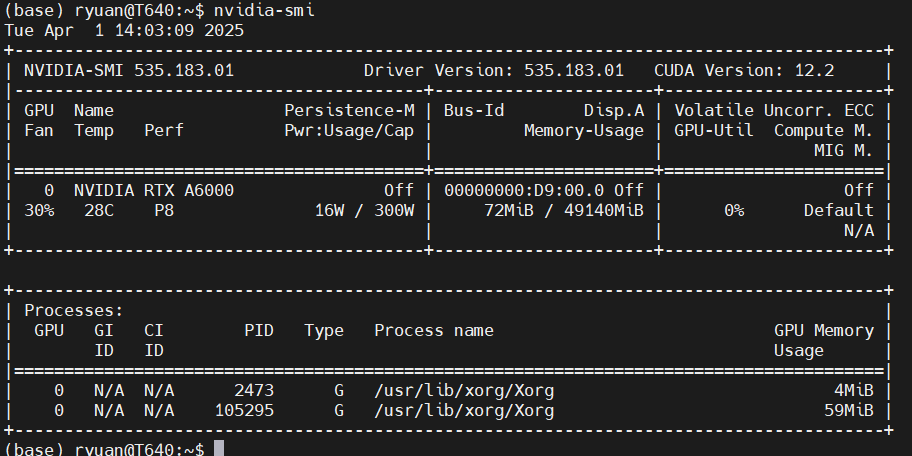 (base) ryuan@T640:~$ nvidia-smi
Tue Apr  1 14:03:09 2025
+---------------------------------------------------------------------------------------+
| NVIDIA-SMI 535.183.01             Driver Version: 535.183.01   CUDA Version: 12.2     |
|-----------------------------------------+----------------------+----------------------+
| GPU  Name                 Persistence-M | Bus-Id        Disp.A | Volatile Uncorr. ECC |
| Fan  Temp   Perf          Pwr:Usage/Cap |         Memory-Usage | GPU-Util  Compute M. |
|                                         |                      |               MIG M. |
|=========================================+======================+======================|
|   0  NVIDIA RTX A6000               Off | 00000000:D9:00.0 Off |                  Off |
| 30%   28C    P8              16W / 300W |     72MiB / 49140MiB |      0%      Default |
|                                         |                      |                  N/A |
+-----------------------------------------+----------------------+----------------------+

+---------------------------------------------------------------------------------------+
| Processes:                                                                            |
|  GPU   GI   CI        PID   Type   Process name                            GPU Memory |
|        ID   ID                                                             Usage      |
|=======================================================================================|
|    0   N/A  N/A      2473      G   /usr/lib/xorg/Xorg                            4MiB |
|    0   N/A  N/A    105295      G   /usr/lib/xorg/Xorg                           59MiB |
+---------------------------------------------------------------------------------------+
(base) ryuan@T640:~$